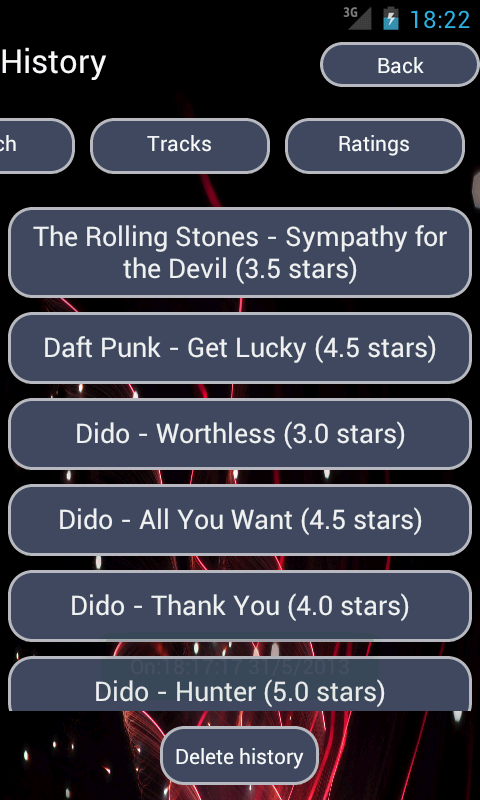 3G 18:22
History
Back
ch
Tracks
Ratings
The Rolling Stones - Sympathy for
the Devil (3.5 stars)
Daft Punk - Get Lucky (4.5 stars)
Dido - Worthless (3.0 stars)
Dido - All You Want (4.5 stars)
Dido - Thank You (4.0 stars)
On:18:17:17 31/5/2013
Dido - Hunter (5.0 stars)
Delete history